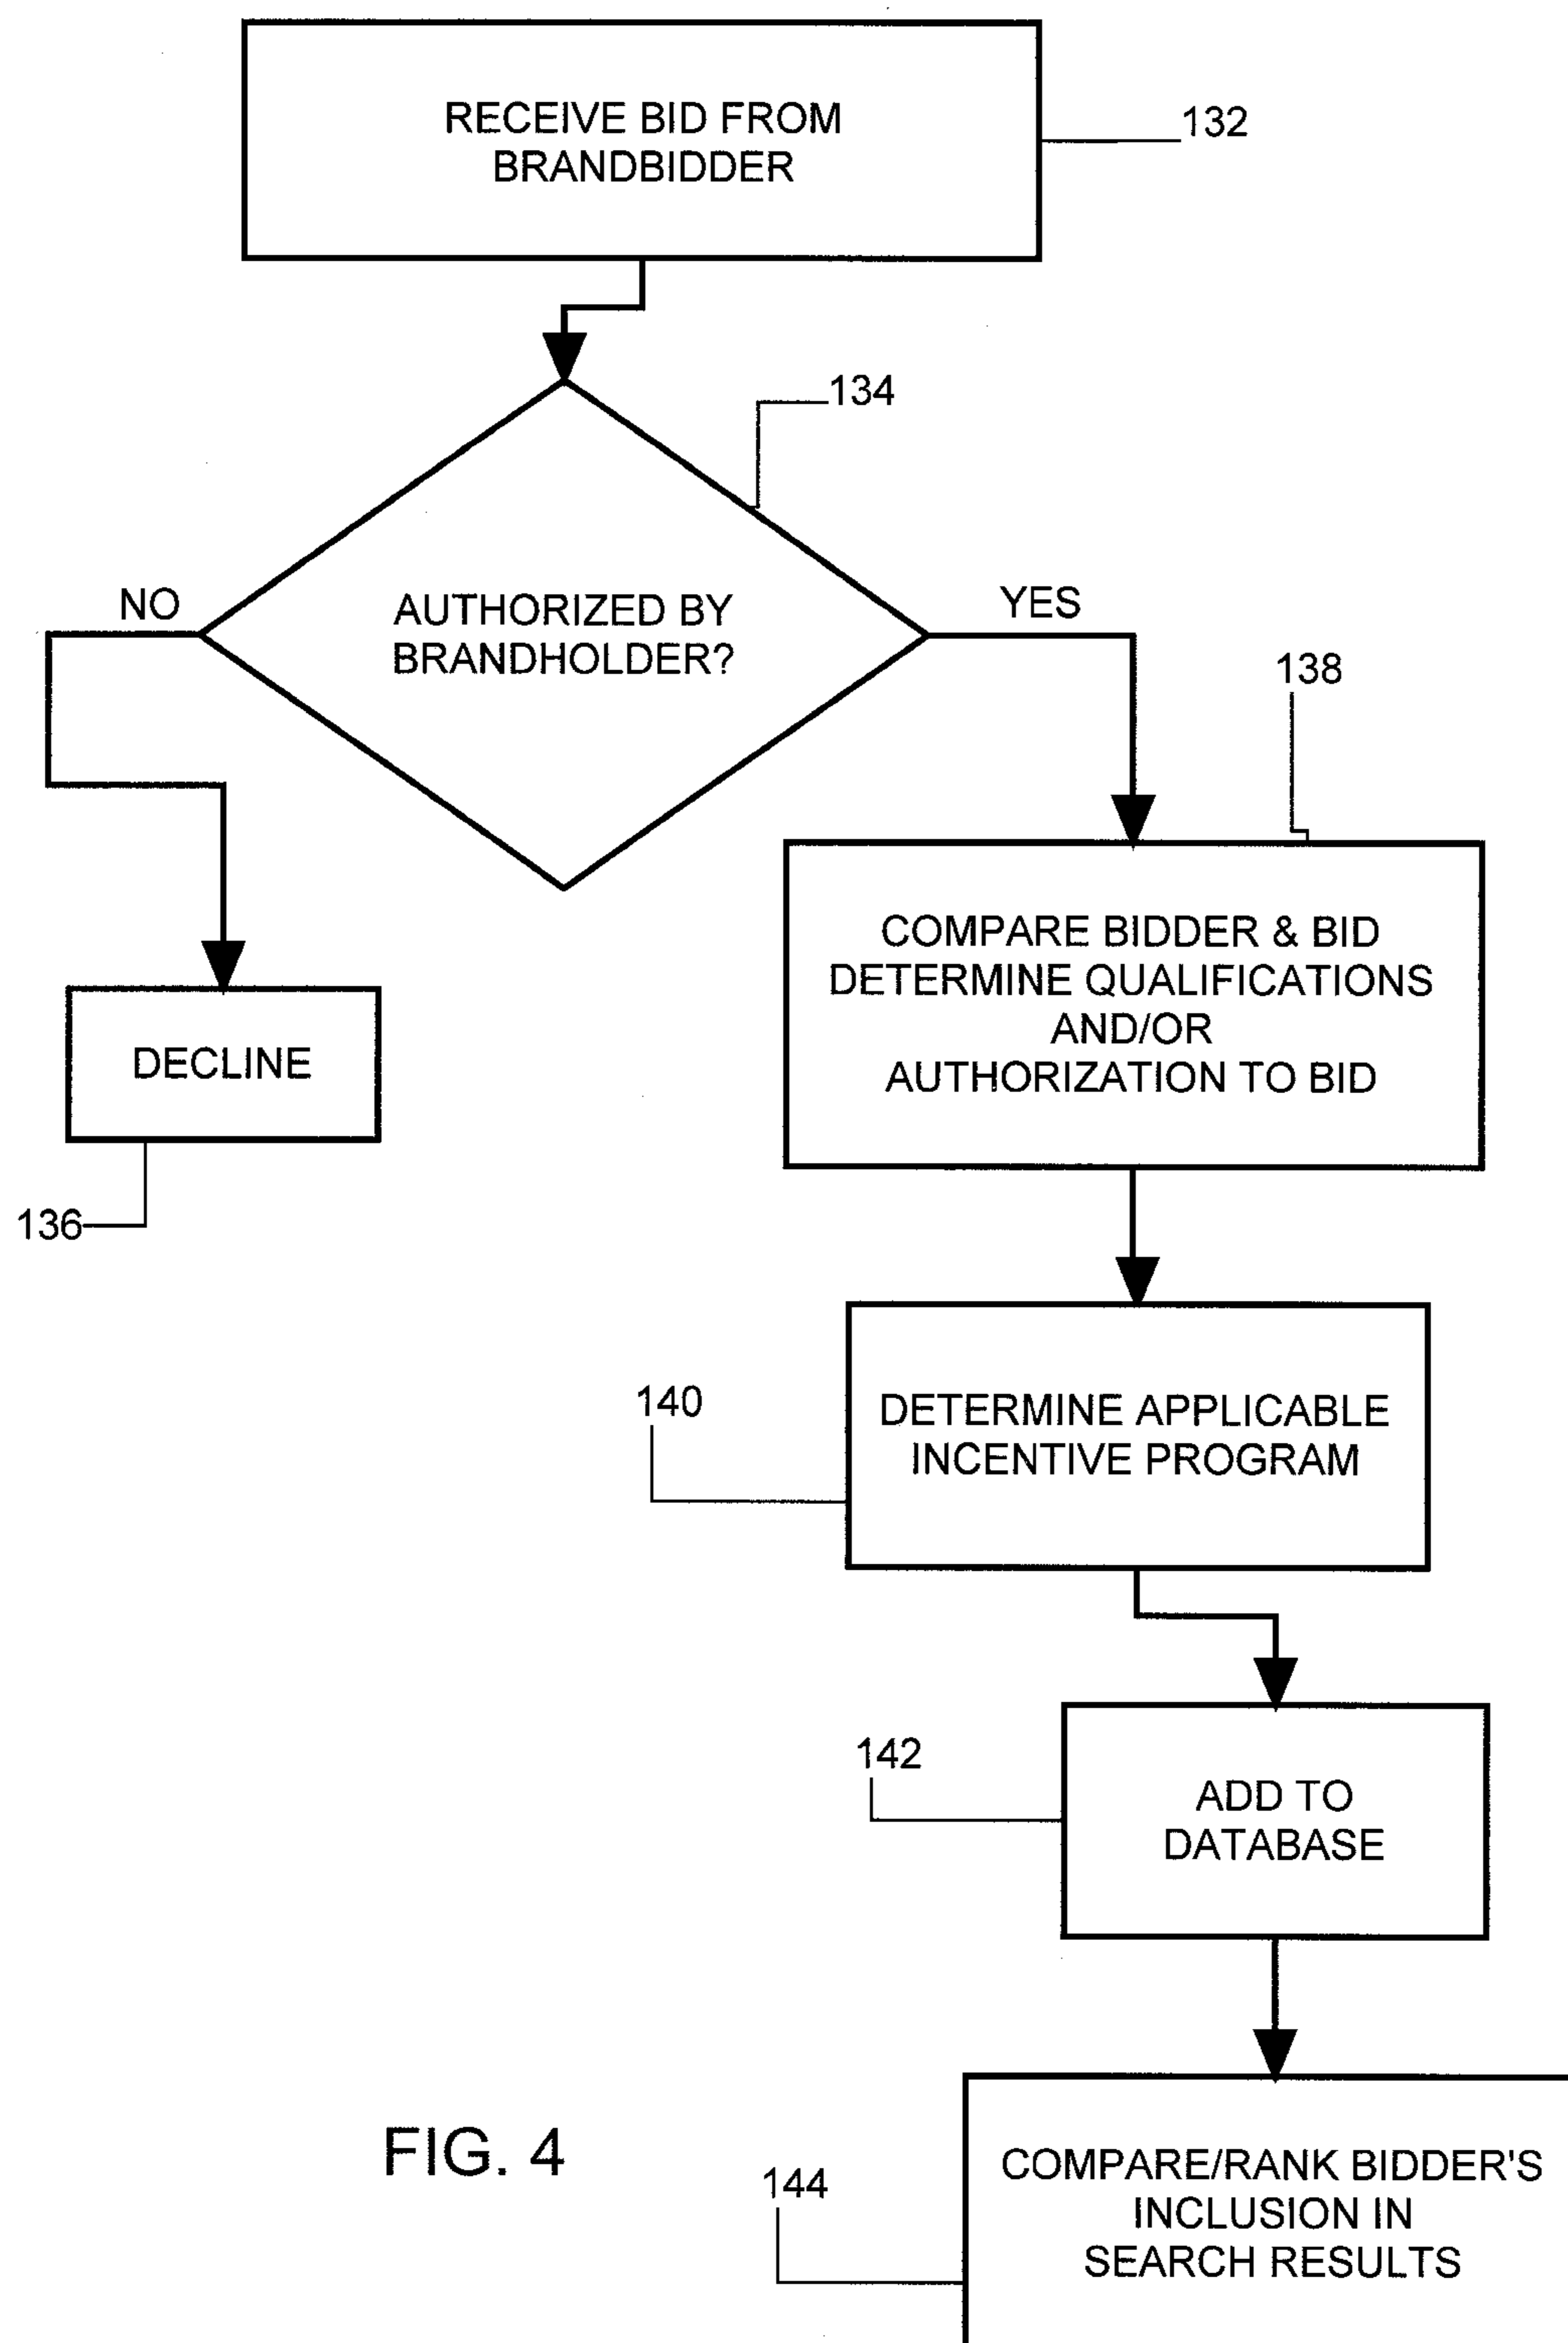 RECEIVE BID FROM
BRANDBIDDER
132
134
AUTHORIZED BY
BRANDHOLDER?
NO
YES
138
COMPARE BIDDER & BID
DETERMINE QUALIFICATIONS
AND/OR
AUTHORIZATION TO BID
DECLINE
136
140
DETERMINE APPLICABLE
INCENTIVE PROGRAM
142
ADD TO
DATABASE
FIG. 4
144
COMPARE/RANK BIDDER'S
INCLUSION IN
SEARCH RESULTS